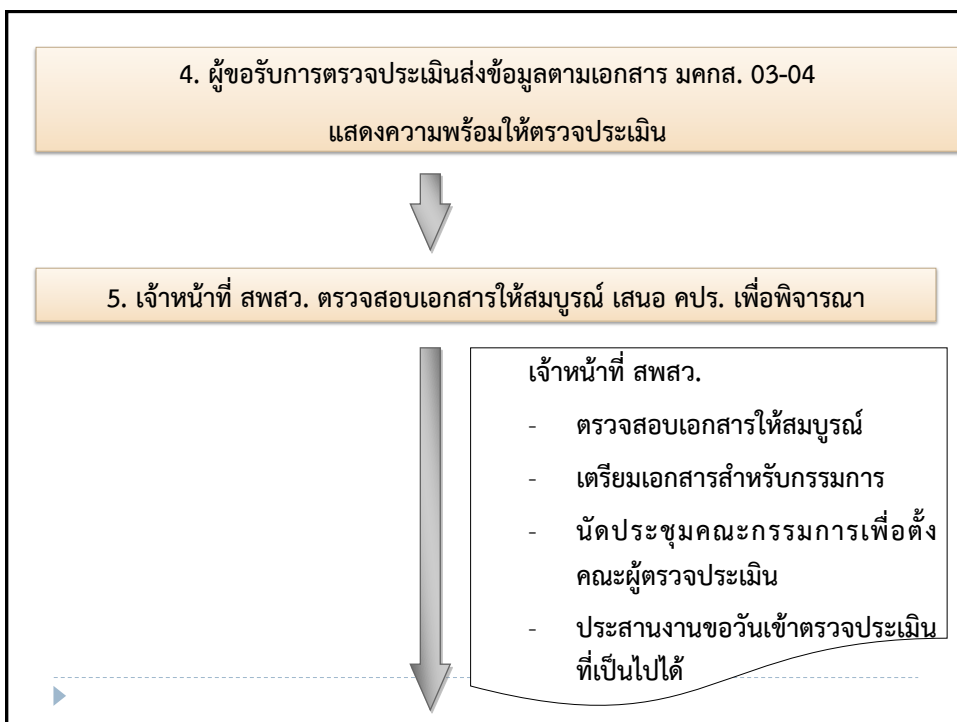 4. ผู้ขอรับการตรวจประเมินส่งข้อมูลตามเอกสาร มคกส. 03-04
แสดงความพร้อมให้ตรวจประเมิน
5. เจ้าหน้าที่ สพสว. ตรวจสอบเอกสารให้สมบูรณ์ เสนอ คปร. เพื่อพิจารณา
เจ้าหน้าที่ สพสว.
- ตรวจสอบเอกสารให้สมบูรณ์
- เตรียมเอกสารสำหรับกรรมการ
- นัดประชุมคณะกรรมการเพื่อตั้ง
คณะผู้ตรวจประเมิน
- ประสานงานขอวันเข้าตรวจประเมิน
ที่เป็นไปได้